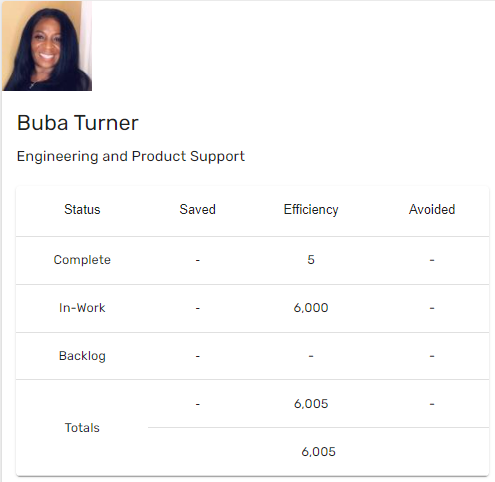 Buba Turner
Engineering and Product Support
Status Saved Efficiency Avoided
Complete - 5 -
In-Work - 6,000 -
Backlog - - -
Totals - 6,005 -
6,005